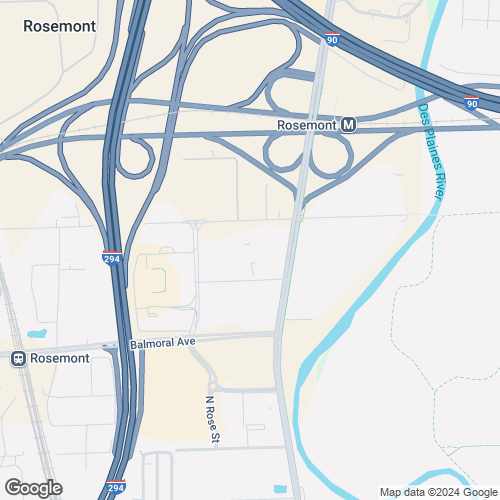 Rosemont
90
90
Rosemont M
Des Plaines River
294
Balmoral Ave
Rosemont
N Rose St
294
Google
Map data ©2024 Google